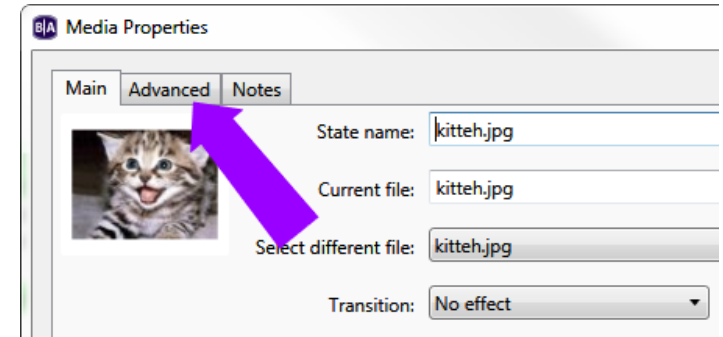 B|A Media Properties
Main Advanced Notes
State name: kitteh.jpg
Current file: kitteh.jpg
Select different file: kitteh.jpg
Transition: No effect